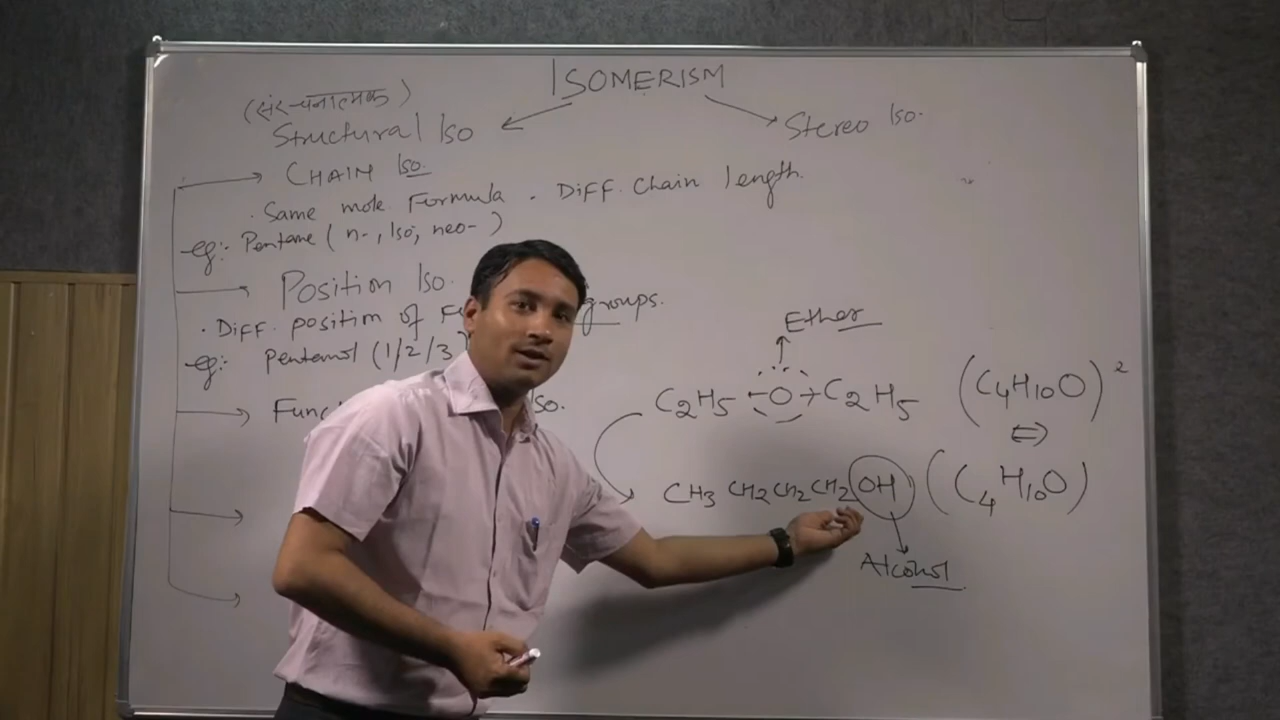 ISOMERISM
(संरचनात्मक)
Structural Iso
Stereo Iso.
CHAIN Iso.
. Same mole Formula . Diff. Chain length.
eg:- Pentane ( n-, Iso, neo- )
Position Iso.
. Diff. position of groups.
eg:- Pentanol (1/2/3
Iso.
Ether
C2H5 -O- C2H5 (C4H10O) 2
⇔
CH3 CH2 CH2 CH2 OH (C4H10O)
Alcohol